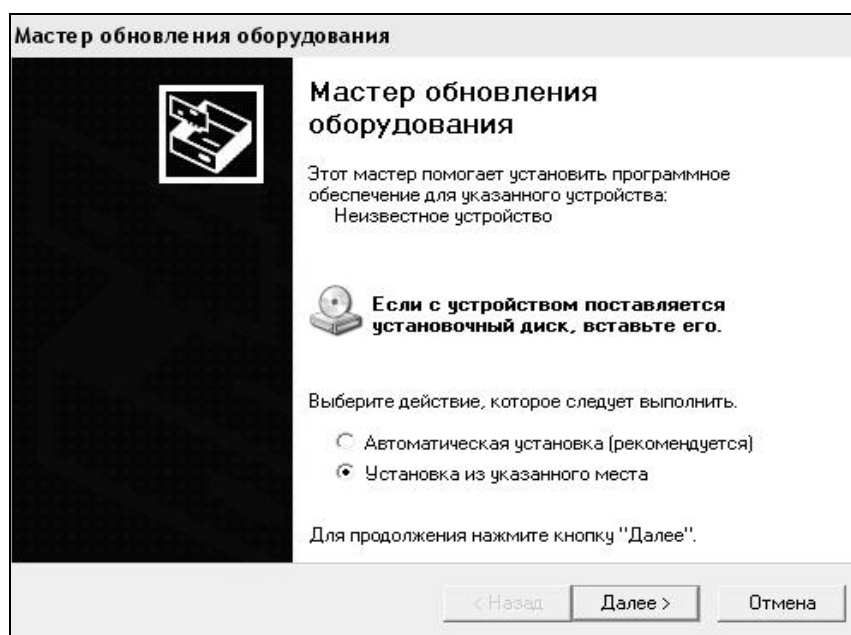 Мастер обновления оборудования
Мастер обновления
оборудования
Этот мастер помогает установить программное
обеспечение для указанного устройства:
Неизвестное устройство
Если с устройством поставляется
установочный диск, вставьте его.
Выберите действие, которое следует выполнить.
Автоматическая установка (рекомендуется)
Установка из указанного места
Для продолжения нажмите кнопку "Далее".
< Назад Далее > Отмена